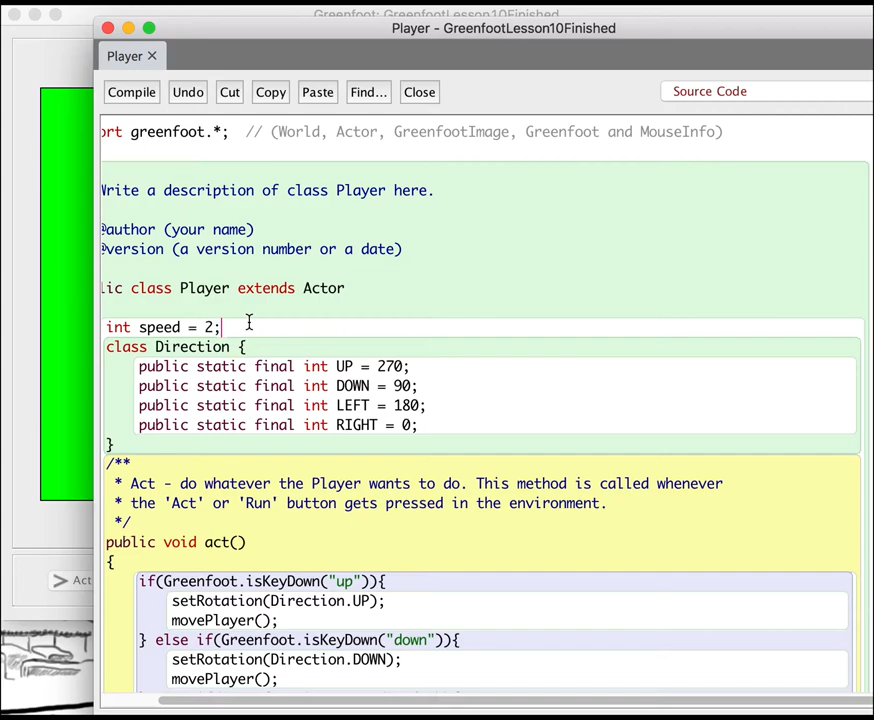 Greenfoot: GreenfootLesson10Finished
Player - GreenfootLesson10Finished
Player ✕
Compile Undo Cut Copy Paste Find... Close Source Code
ort greenfoot.*;  // (World, Actor, GreenfootImage, Greenfoot and MouseInfo)
Write a description of class Player here.
@author (your name)
@version (a version number or a date)
lic class Player extends Actor
int speed = 2;
class Direction {
public static final int UP = 270;
public static final int DOWN = 90;
public static final int LEFT = 180;
public static final int RIGHT = 0;
}
/**
* Act - do whatever the Player wants to do. This method is called whenever
* the 'Act' or 'Run' button gets pressed in the environment.
*/
public void act()
{
if(Greenfoot.isKeyDown("up")){
setRotation(Direction.UP);
movePlayer();
} else if(Greenfoot.isKeyDown("down")){
setRotation(Direction.DOWN);
movePlayer();
Act